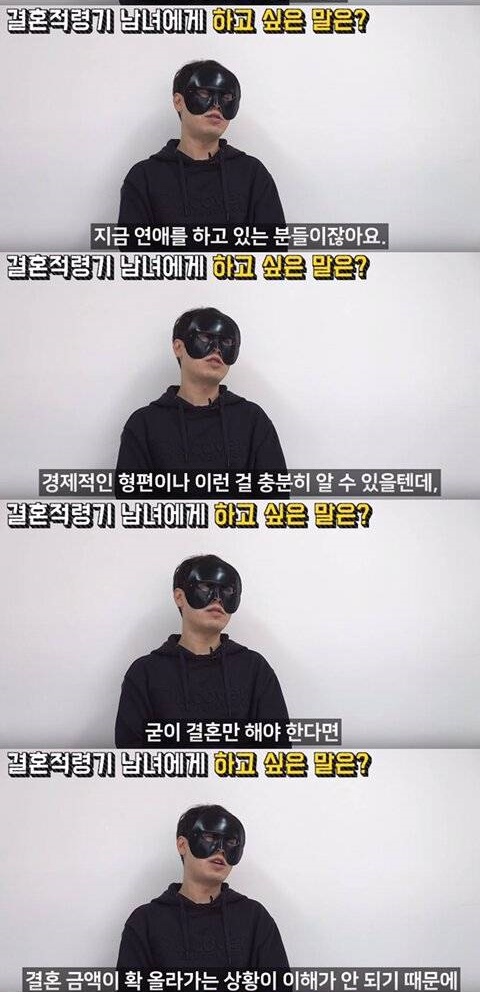 결혼적령기 남녀에게 하고 싶은 말은?
지금 연애를 하고 있는 분들이잖아요.
결혼적령기 남녀에게 하고 싶은 말은?
경제적인 형편이나 이런 걸 충분히 알 수 있을텐데,
결혼적령기 남녀에게 하고 싶은 말은?
굳이 결혼만 해야 한다면
결혼적령기 남녀에게 하고 싶은 말은?
결혼 금액이 확 올라가는 상황이 이해가 안 되기 때문에